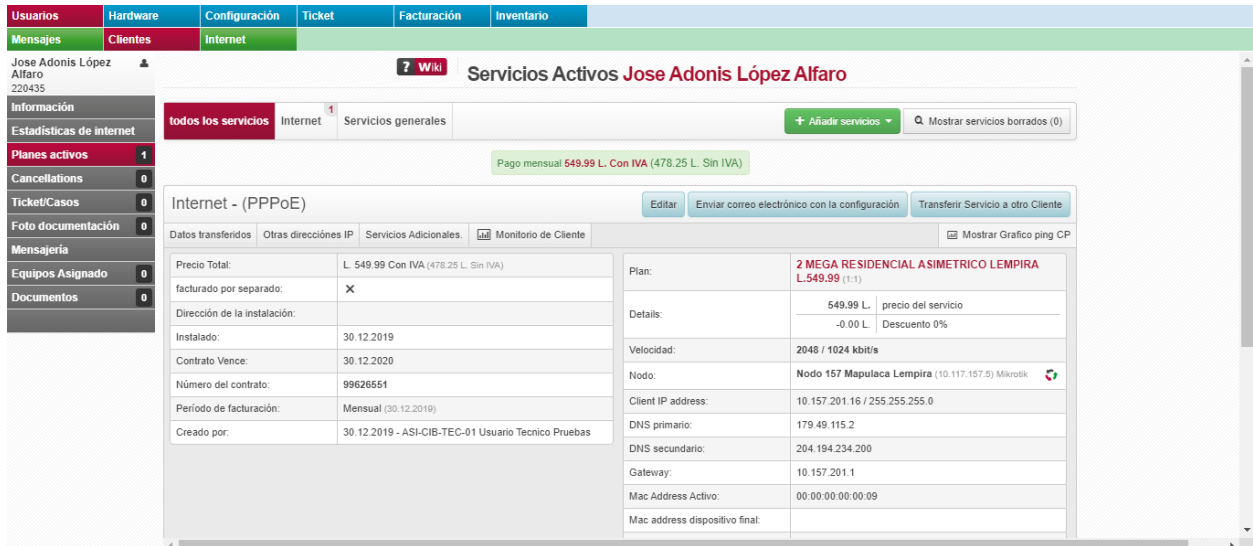 Usuarios Hardware Configuración Ticket Facturación Inventario
Mensajes Clientes Internet
Jose Adonis López Alfaro
220435
Información
Estadísticas de internet
Planes activos 1
Cancellations 0
Ticket/Casos 0
Foto documentación 0
Mensajería
Equipos Asignado 0
Documentos 0
? Wiki Servicios Activos Jose Adonis López Alfaro
todos los servicios Internet 1 Servicios generales + Añadir servicios Mostrar servicios borrados (0)
Pago mensual 549.99 L. Con IVA (478.25 L. Sin IVA)
Internet - (PPPoE) Editar Enviar correo electrónico con la configuración Transferir Servicio a otro Cliente
Datos transferidos Otras direcciónes IP Servicios Adicionales. Monitorio de Cliente Mostrar Grafico ping CP
Precio Total: L. 549.99 Con IVA (478.25 L. Sin IVA)
facturado por separado: ✕
Dirección de la instalación:
Instalado: 30.12.2019
Contrato Vence: 30.12.2020
Número del contrato: 99626551
Período de facturación: Mensual (30.12.2019)
Creado por: 30.12.2019 - ASI-CIB-TEC-01 Usuario Tecnico Pruebas
Plan: 2 MEGA RESIDENCIAL ASIMETRICO LEMPIRA L.549.99 (1:1)
Details: 549.99 L. precio del servicio
-0.00 L. Descuento 0%
Velocidad: 2048 / 1024 kbit/s
Nodo: Nodo 157 Mapulaca Lempira (10.117.157.5) Mikrotik
Client IP address: 10.157.201.16 / 255.255.255.0
DNS primario: 179.49.115.2
DNS secundario: 204.194.234.200
Gateway: 10.157.201.1
Mac Address Activo: 00:00:00:00:00:09
Mac address dispositivo final: